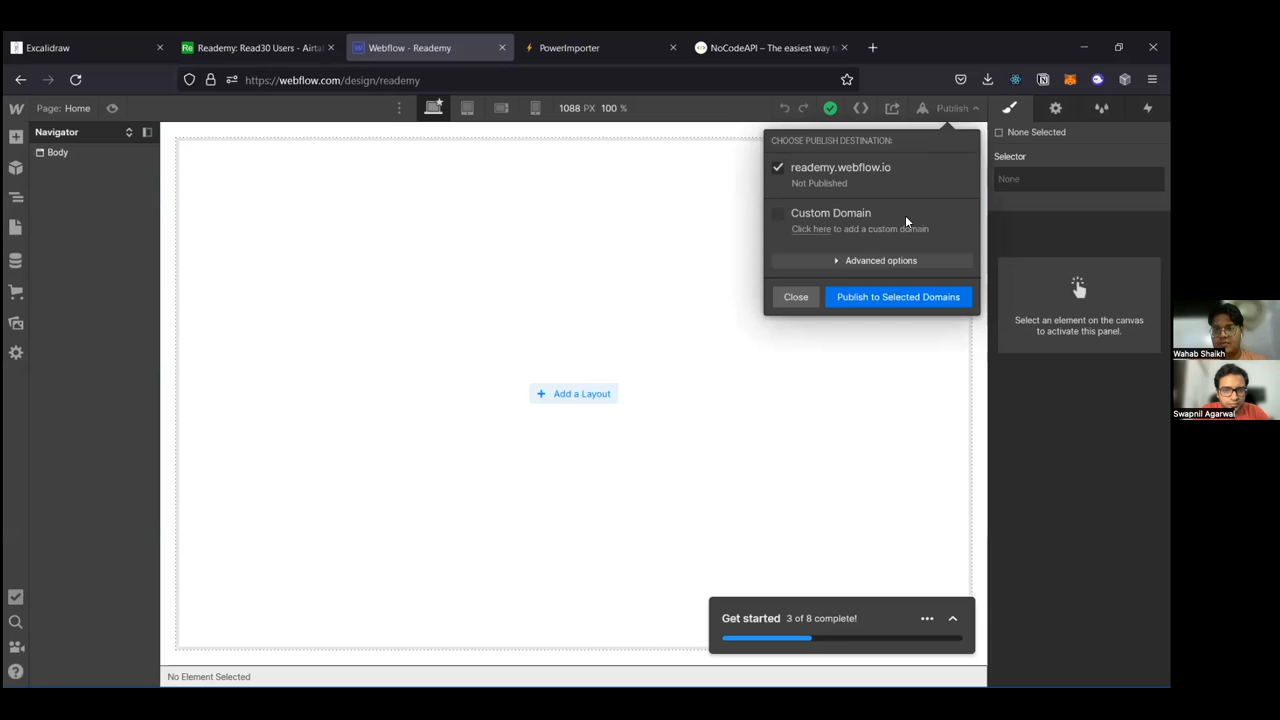 Excalidraw
Reademy: Read30 Users - Airta
Webflow - Reademy
PowerImporter
NoCodeAPI – The easiest way to
https://webflow.com/design/reademy
Page: Home
1088 PX 100 %
Publish
Navigator
Body
CHOOSE PUBLISH DESTINATION:
reademy.webflow.io
Not Published
Custom Domain
Click here to add a custom domain
Advanced options
Close
Publish to Selected Domains
None Selected
Selector
None
Select an element on the canvas
to activate this panel.
Add a Layout
Get started 3 of 8 complete!
No Element Selected
Wahab Shaikh
Swapnil Agarwal